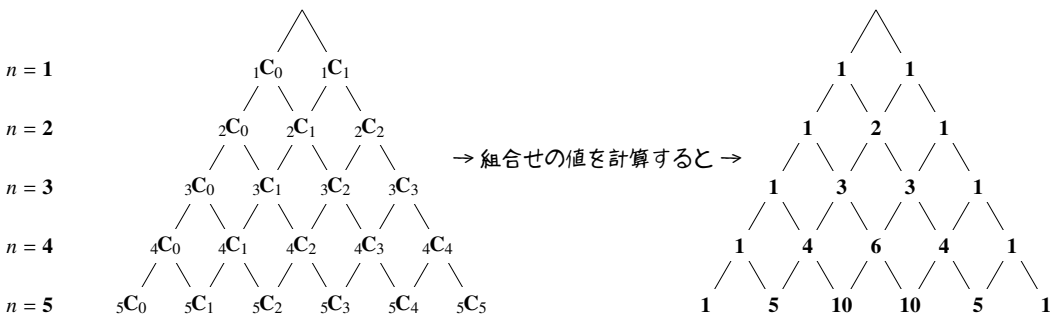 n = 1 ₁C₀ ₁C₁ 1 1
n = 2 ₂C₀ ₂C₁ ₂C₂ 1 2 1
→ 組合せの値を計算すると →
n = 3 ₃C₀ ₃C₁ ₃C₂ ₃C₃ 1 3 3 1
n = 4 ₄C₀ ₄C₁ ₄C₂ ₄C₃ ₄C₄ 1 4 6 4 1
n = 5 ₅C₀ ₅C₁ ₅C₂ ₅C₃ ₅C₄ ₅C₅ 1 5 10 10 5 1